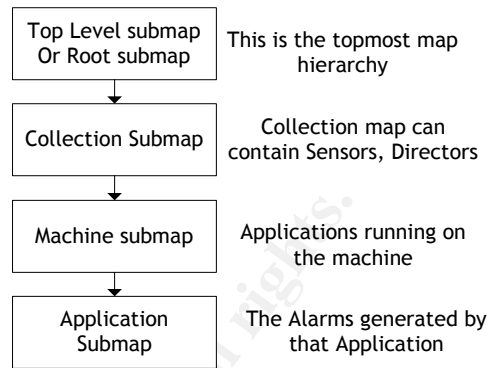 Top Level submap
Or Root submap
This is the topmost map
hierarchy
Collection Submap
Collection map can
contain Sensors, Directors
Machine submap
Applications running on
the machine
Application
Submap
The Alarms generated by
that Application
rights.